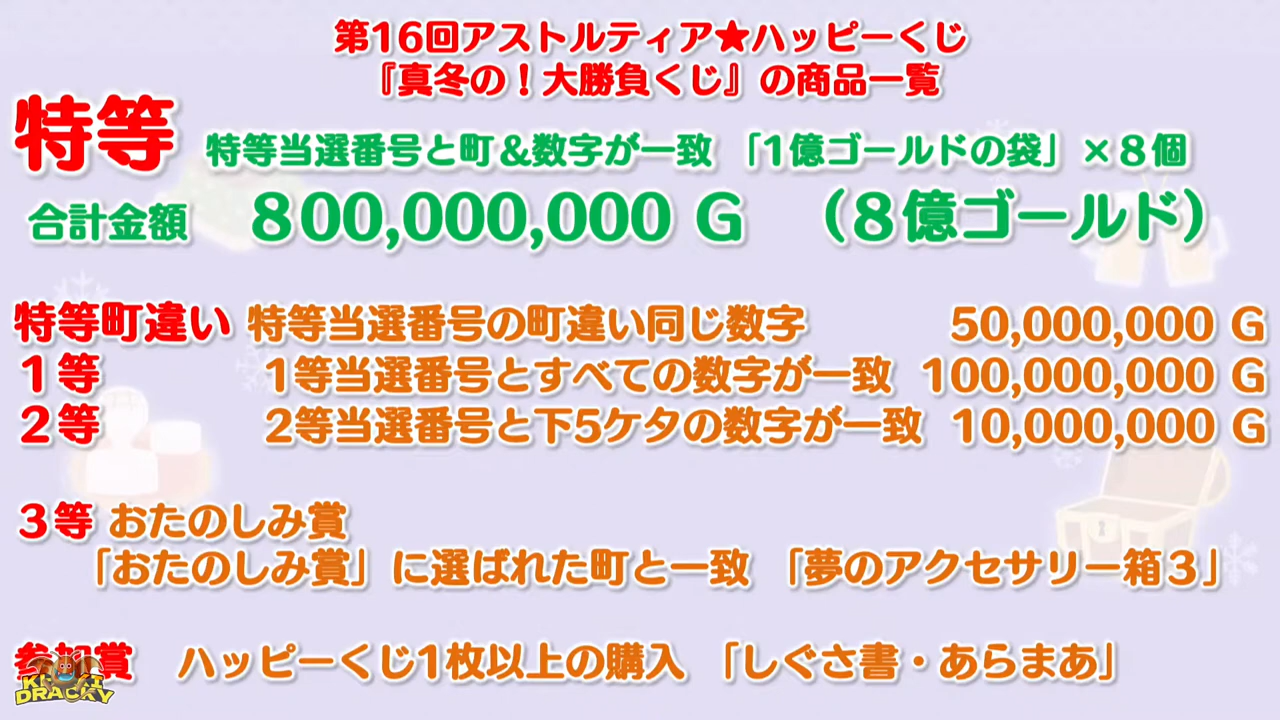 第16回アストルティア★ハッピーくじ
『真冬の！大勝負くじ』の商品一覧
特等 特等当選番号と町＆数字が一致 「1億ゴールドの袋」×８個
合計金額 ８00,000,000 G （８億ゴールド）
特等町違い 特等当選番号の町違い同じ数字 50,000,000 G
１等 1等当選番号とすべての数字が一致 100,000,000 G
２等 2等当選番号と下5ケタの数字が一致 10,000,000 G
３等 おたのしみ賞
「おたのしみ賞」に選ばれた町と一致 「夢のアクセサリー箱３」
参加賞 ハッピーくじ1枚以上の購入 「しぐさ書・あらまあ」
DRACKY